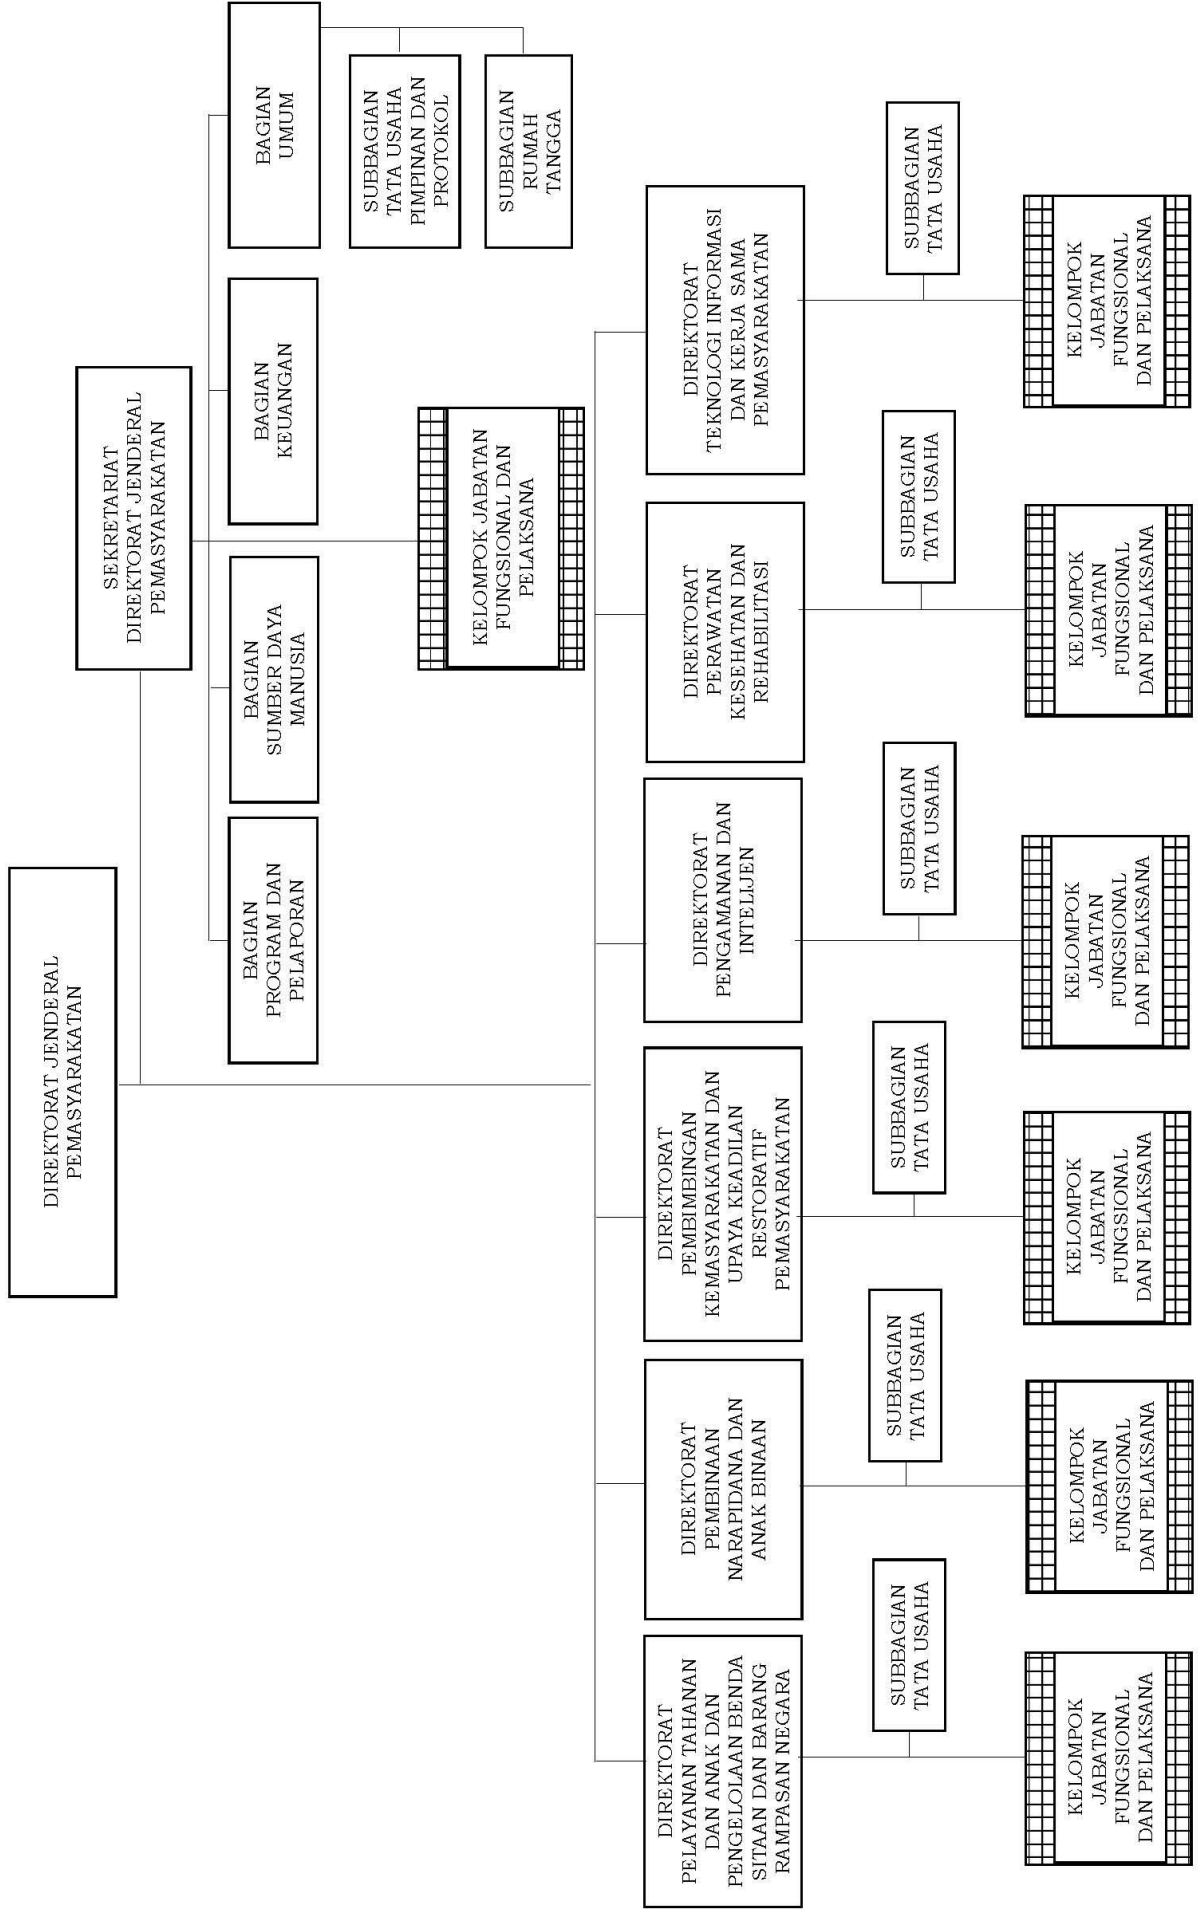 DIREKTORAT JENDERAL
PEMASYARAKATAN
SEKRETARIAT
DIREKTORAT JENDERAL
PEMASYARAKATAN
BAGIAN
PROGRAM DAN
PELAPORAN
BAGIAN
SUMBER DAYA
MANUSIA
BAGIAN
KEUANGAN
BAGIAN
UMUM
SUBBAGIAN
TATA USAHA
PIMPINAN DAN
PROTOKOL
SUBBAGIAN
RUMAH
TANGGA
KELOMPOK JABATAN
FUNGSIONAL DAN
PELAKSANA
DIREKTORAT
PELAYANAN TAHANAN
DAN ANAK DAN
PENGELOLAAN BENDA
SITAAN DAN BARANG
RAMPASAN NEGARA
DIREKTORAT
PEMBINAAN
NARAPIDANA DAN
ANAK BINAAN
DIREKTORAT
PEMBIMBINGAN
KEMASYARAKATAN DAN
UPAYA KEADILAN
RESTORATIF
PEMASYARAKATAN
DIREKTORAT
PENGAMANAN DAN
INTELIJEN
DIREKTORAT
PERAWATAN
KESEHATAN DAN
REHABILITASI
DIREKTORAT
TEKNOLOGI INFORMASI
DAN KERJA SAMA
PEMASYARAKATAN
SUBBAGIAN
TATA USAHA
SUBBAGIAN
TATA USAHA
SUBBAGIAN
TATA USAHA
SUBBAGIAN
TATA USAHA
SUBBAGIAN
TATA USAHA
SUBBAGIAN
TATA USAHA
KELOMPOK
JABATAN
FUNGSIONAL
DAN PELAKSANA
KELOMPOK
JABATAN
FUNGSIONAL
DAN PELAKSANA
KELOMPOK
JABATAN
FUNGSIONAL
DAN PELAKSANA
KELOMPOK
JABATAN
FUNGSIONAL
DAN PELAKSANA
KELOMPOK
JABATAN
FUNGSIONAL
DAN PELAKSANA
KELOMPOK
JABATAN
FUNGSIONAL
DAN PELAKSANA